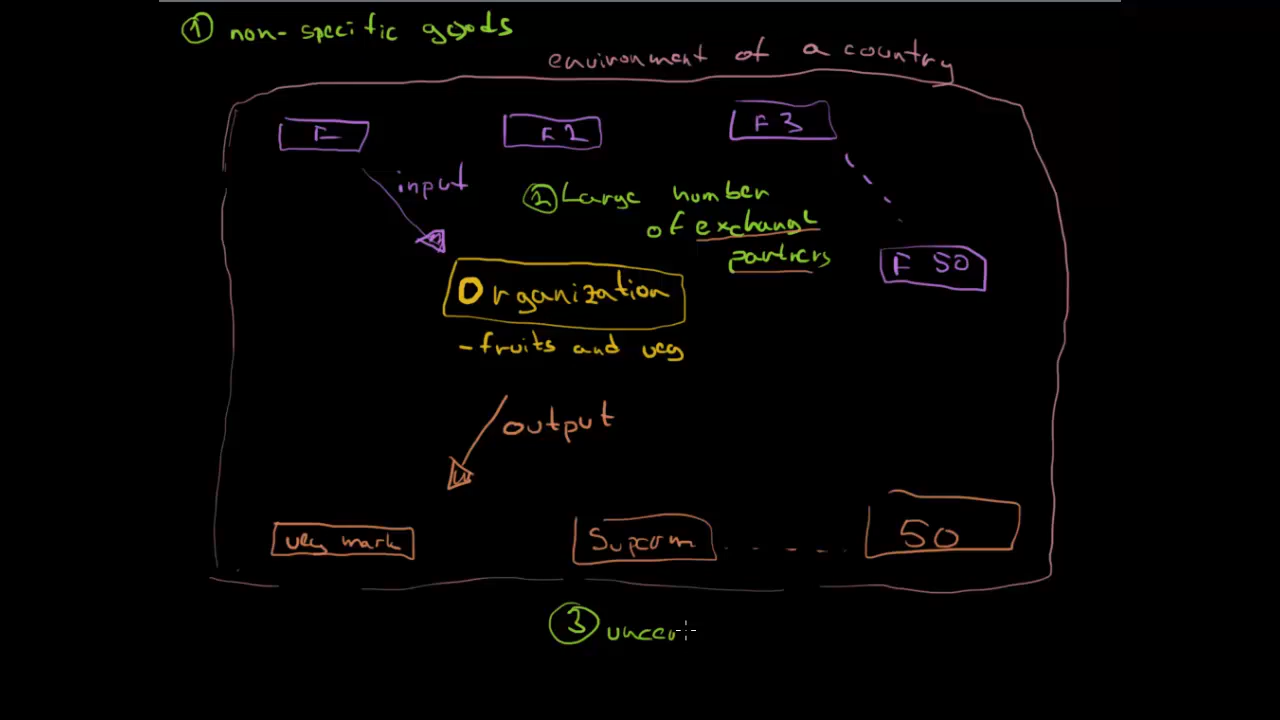 ① non-specific goods
environment of a country
F
F2
F3
input
② Large number
of exchange
partners
F 50
Organization
- fruits and veg
output
veg mark
Superm
50
③ uncer